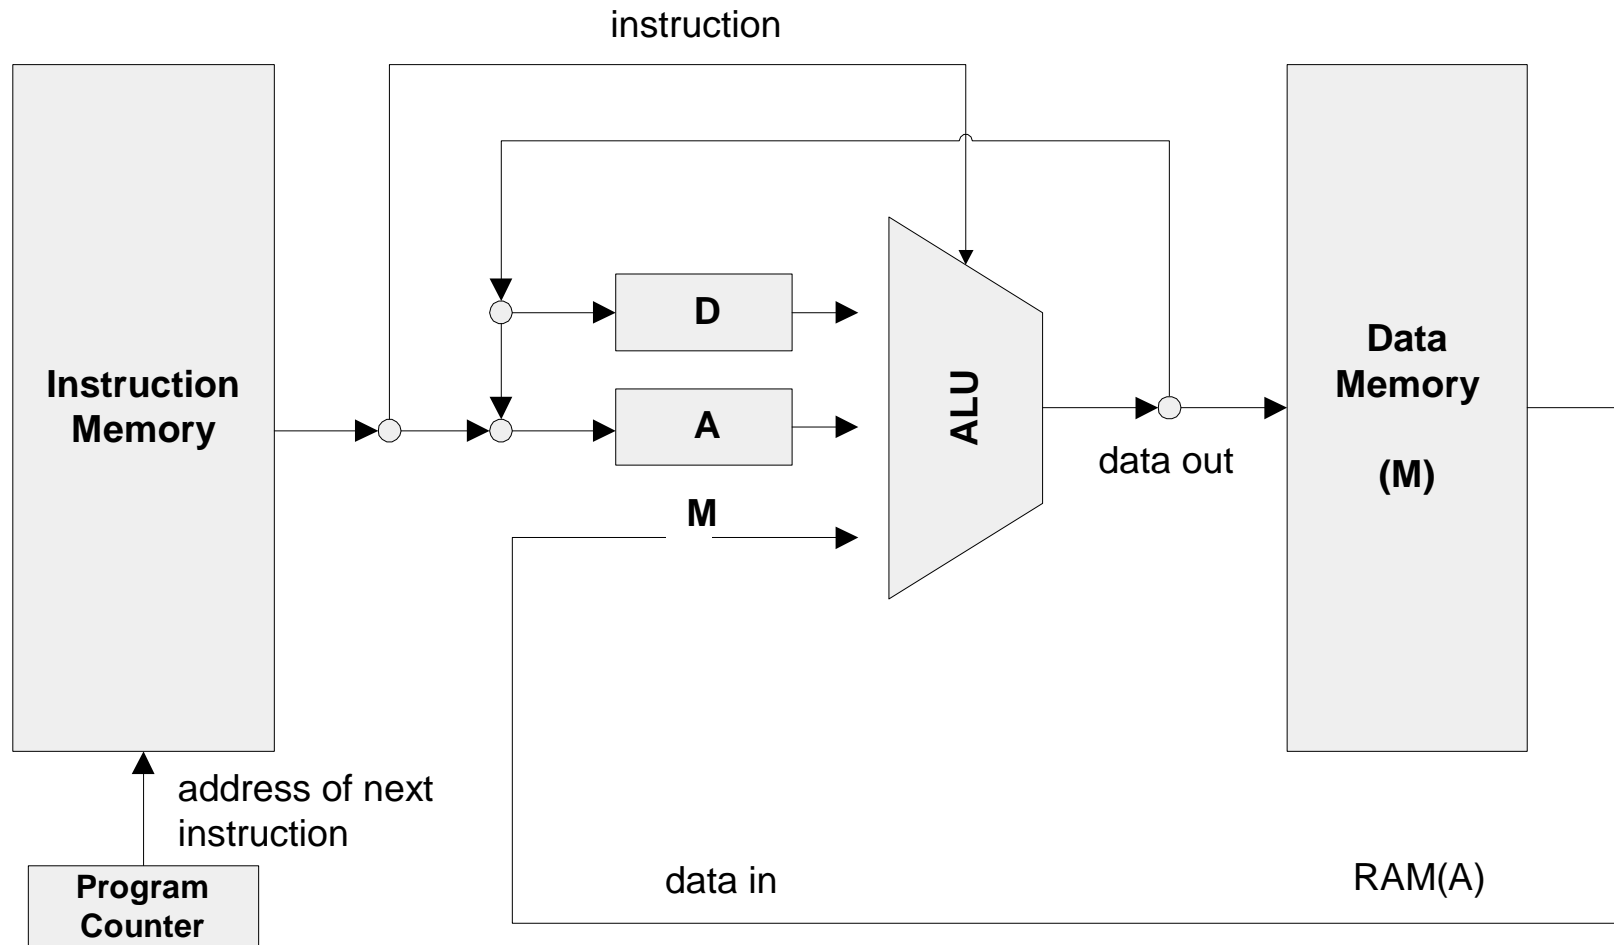 instruction
Instruction
Memory
D
A
M
ALU
data out
Data
Memory
(M)
address of next
instruction
Program
Counter
data in
RAM(A)